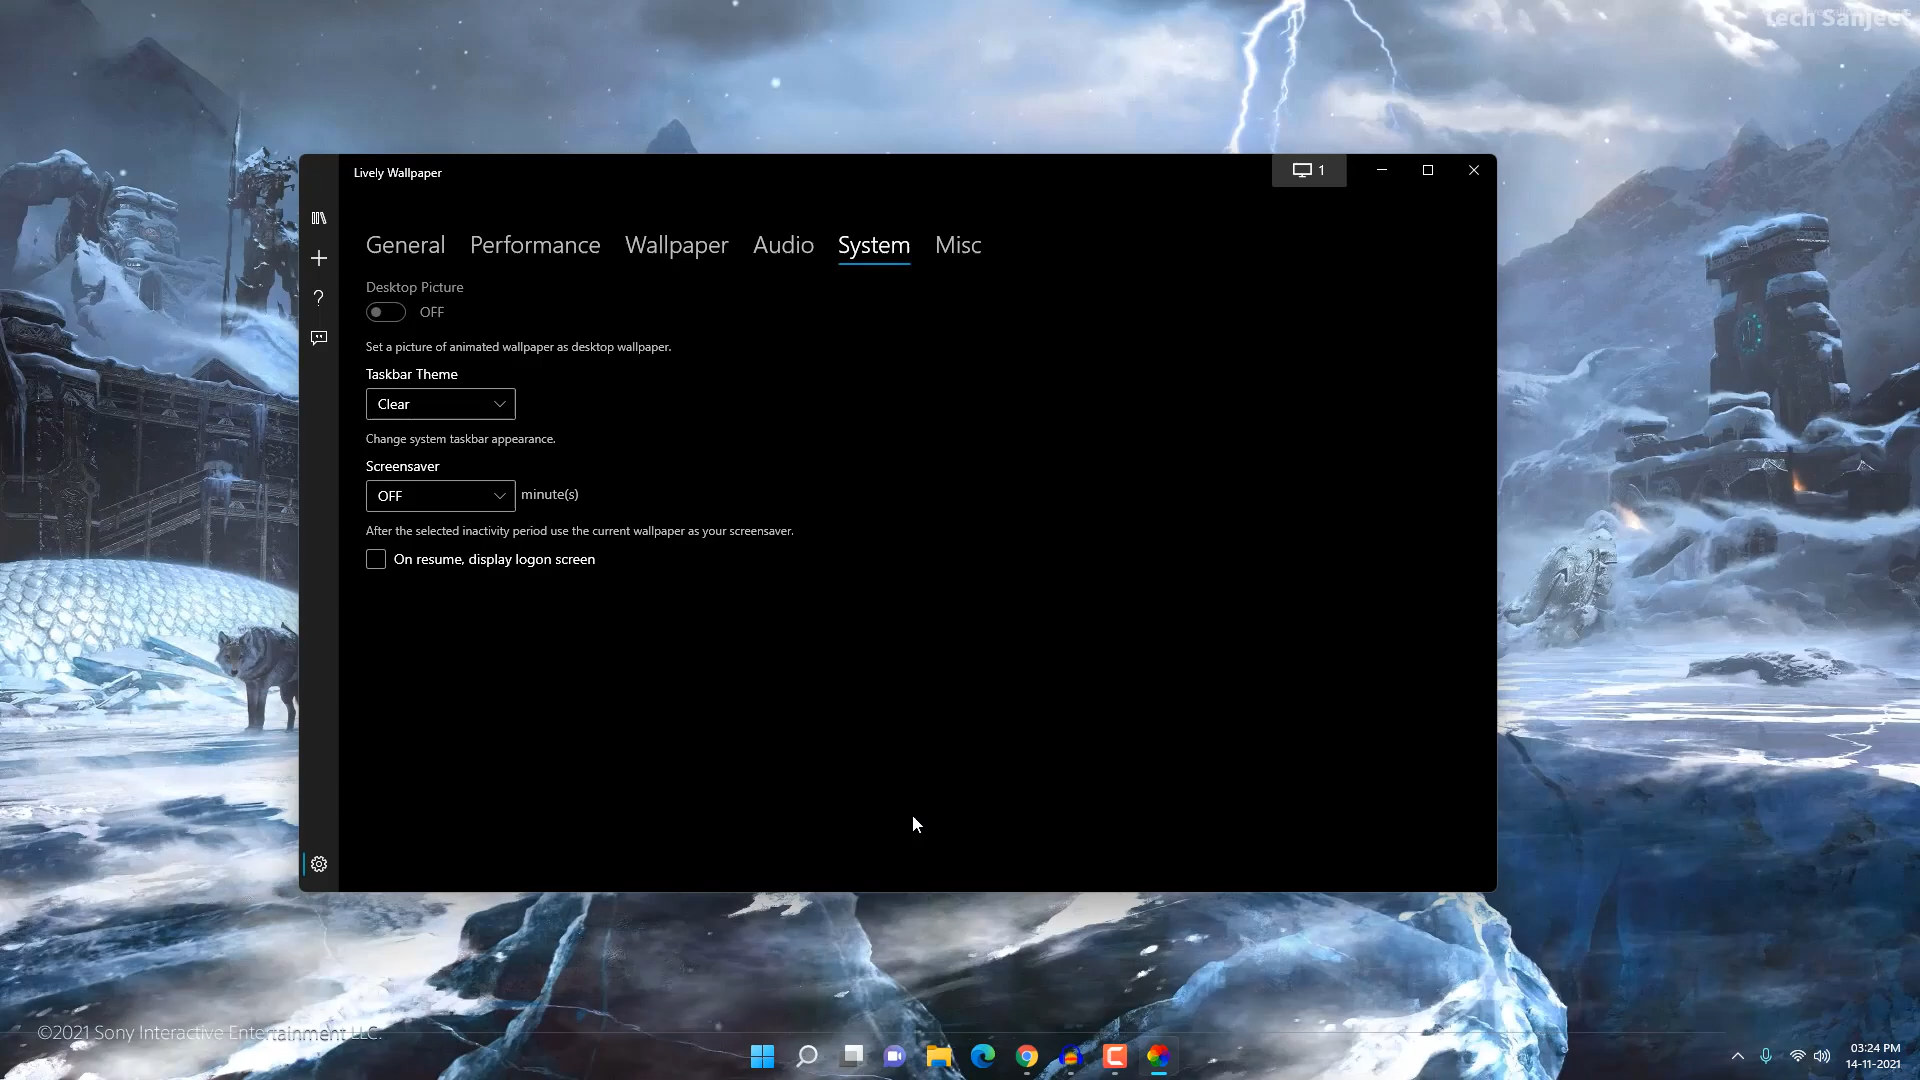 Tech Sanjeet
Lively Wallpaper
1
General Performance Wallpaper Audio System Misc
Desktop Picture
OFF
Set a picture of animated wallpaper as desktop wallpaper.
Taskbar Theme
Clear
Change system taskbar appearance.
Screensaver
OFF minute(s)
After the selected inactivity period use the current wallpaper as your screensaver.
On resume, display logon screen
©2021 Sony Interactive Entertainment LLC.
03:24 PM
14-11-2021